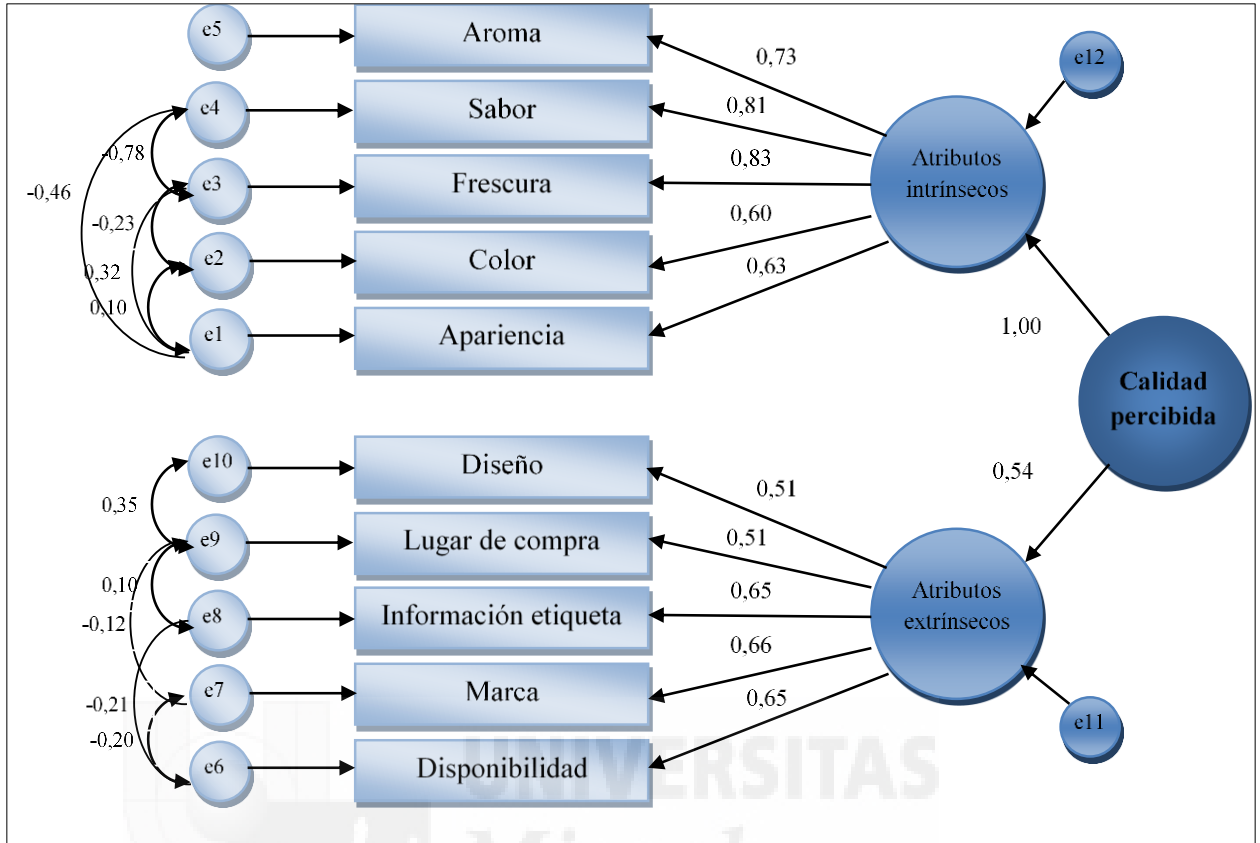 e5
Aroma
0,73
e12
e4
Sabor
0,81
-0,78
-0,46
e3
Frescura
0,83
Atributos
intrínsecos
-0,23
0,60
e2
Color
0,32
0,63
0,10
e1
Apariencia
1,00
Calidad
percibida
e10
Diseño
0,54
0,35
0,51
e9
Lugar de compra
0,51
0,10
-0,12
e8
Información etiqueta
0,65
Atributos
extrínsecos
0,66
-0,21
e7
Marca
0,65
e11
-0,20
e6
Disponibilidad
UNIVERSITAS